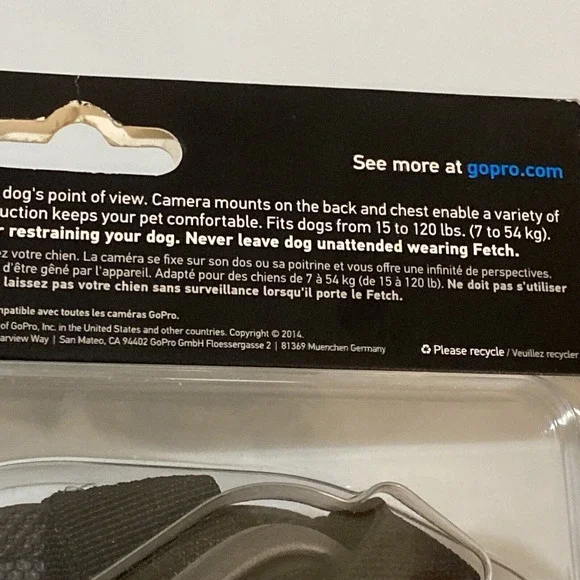 See more at gopro.com
dog's point of view. Camera mounts on the back and chest enable a variety of
uction keeps your pet comfortable. Fits dogs from 15 to 120 lbs. (7 to 54 kg).
r restraining your dog. Never leave dog unattended wearing Fetch.
z votre chien. La caméra se fixe sur son dos ou sa poitrine et vous offre une infinité de perspectives.
d'être gêné par l'appareil. Adapté pour des chiens de 7 à 54 kg (de 15 à 120 lb). Ne doit pas s'utiliser
laissez pas votre chien sans surveillance lorsqu'il porte le Fetch.
patible avec toutes les caméras GoPro.
of GoPro, Inc. in the United States and other countries. Copyright © 2014.
arview Way | San Mateo, CA 94402 GoPro GmbH Floessergasse 2 | 81369 Muenchen Germany
Please recycle / Veuillez recycler